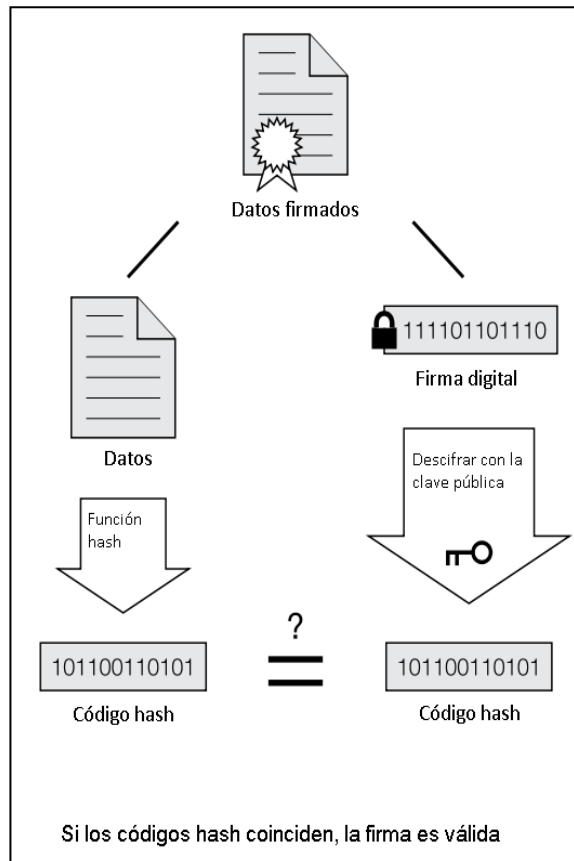 Datos firmados
111101101110
Firma digital
Datos
Descifrar con la
clave pública
Función
hash
?
101100110101
101100110101
Código hash
Código hash
Si los códigos hash coinciden, la firma es válida